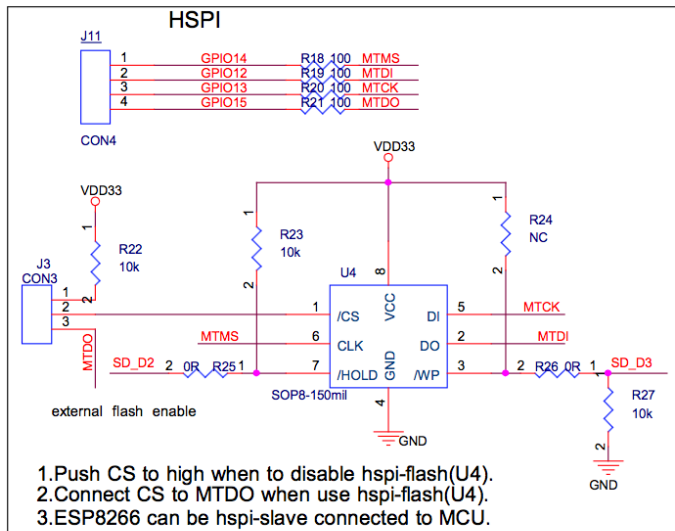 HSPI
J11
1 GPIO14 R18 100 MTMS
2 GPIO12 R19 100 MTDI
3 GPIO13 R20 100 MTCK
4 GPIO15 R21 100 MTDO
CON4
VDD33
VDD33
1
R22
10k
2
1
R23
10k
2
1
R24
NC
2
J3
CON3
1
2
3
MTDO
U4
8
VCC
1 /CS
DI 5 MTCK
MTMS 6 CLK
DO 2 MTDI
SD_D2 2 0R R25 1 7 /HOLD
GND
/WP 3 2 R26 0R 1 SD_D3
SOP8-150mil
4
GND
1
R27
10k
2
GND
external flash enable
1.Push CS to high when to disable hspi-flash(U4).
2.Connect CS to MTDO when use hspi-flash(U4).
3.ESP8266 can be hspi-slave connected to MCU.